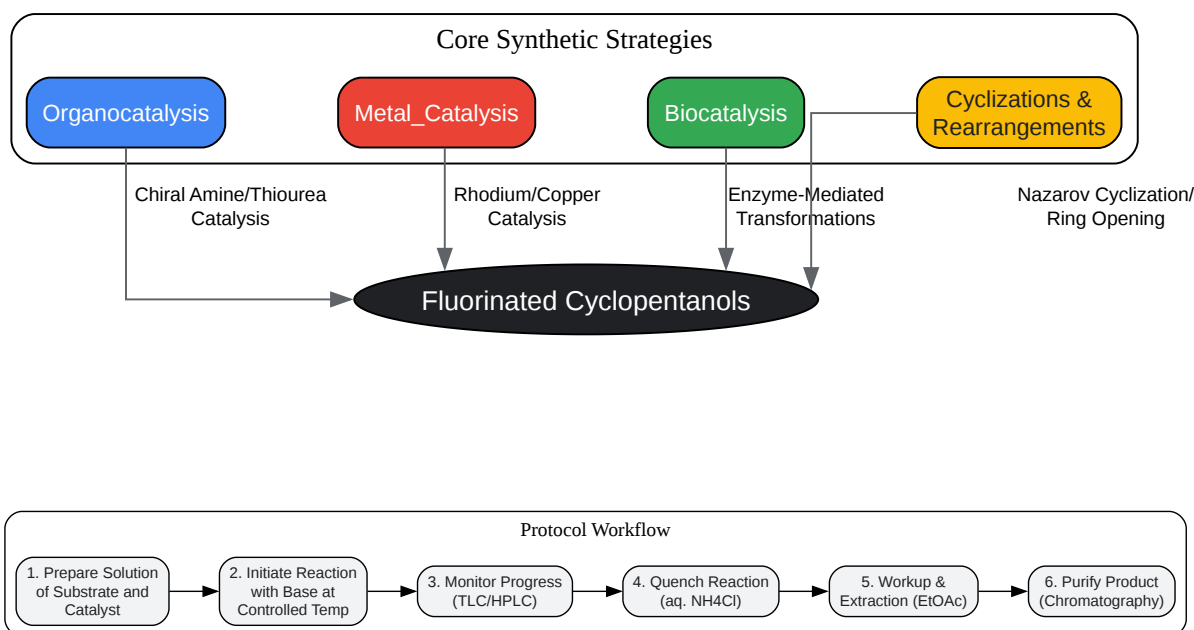 Core Synthetic Strategies
Organocatalysis
Metal_Catalysis
Biocatalysis
Cyclizations &
Rearrangements
Chiral Amine/Thiourea
Catalysis
Rhodium/Copper
Catalysis
Enzyme-Mediated
Transformations
Nazarov Cyclization/
Ring Opening
Fluorinated Cyclopentanols
Protocol Workflow
1. Prepare Solution
of Substrate and
Catalyst
2. Initiate Reaction
with Base at
Controlled Temp
3. Monitor Progress
(TLC/HPLC)
4. Quench Reaction
(aq. NH4Cl)
5. Workup &
Extraction (EtOAc)
6. Purify Product
(Chromatography)